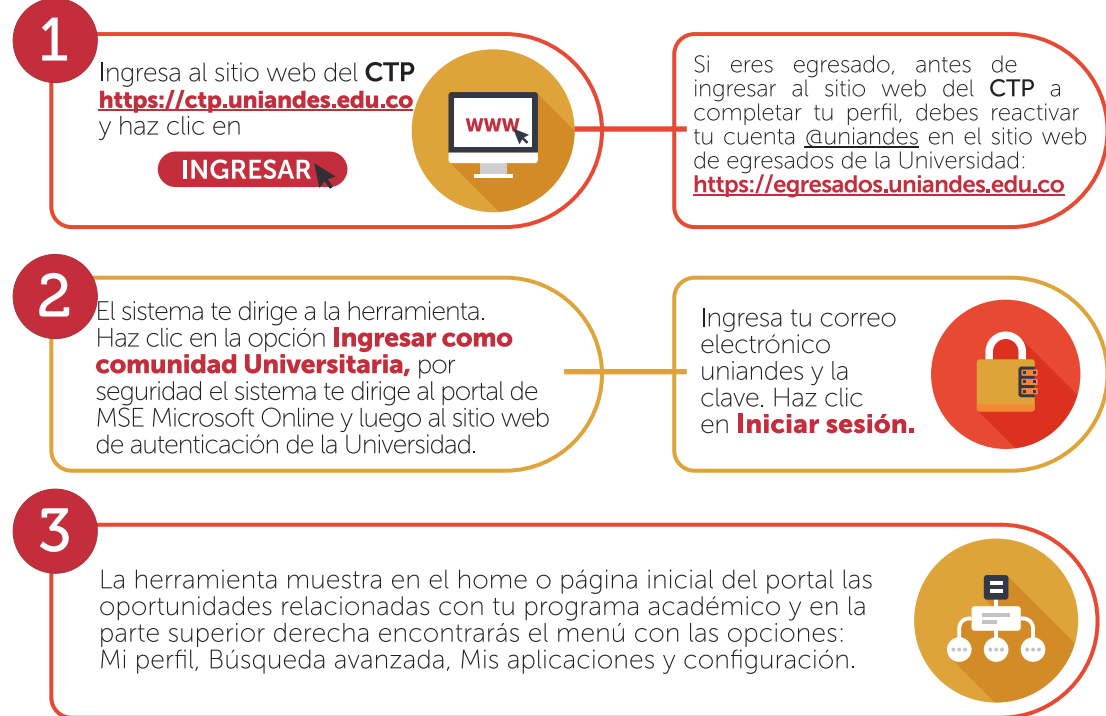 1
Ingresa al sitio web del CTP
https://ctp.uniandes.edu.co
y haz clic en
INGRESAR
www
Si eres egresado, antes de
ingresar al sitio web del CTP a
completar tu perfil, debes reactivar
tu cuenta @uniandes en el sitio web
de egresados de la Universidad:
https://egresados.uniandes.edu.co
2
El sistema te dirige a la herramienta.
Haz clic en la opción Ingresar como
comunidad Universitaria, por
seguridad el sistema te dirige al portal de
MSE Microsoft Online y luego al sitio web
de autenticación de la Universidad.
Ingresa tu correo
electrónico
uniandes y la
clave. Haz clic
en Iniciar sesión.
3
La herramienta muestra en el home o página inicial del portal las
oportunidades relacionadas con tu programa académico y en la
parte superior derecha encontrarás el menú con las opciones:
Mi perfil, Búsqueda avanzada, Mis aplicaciones y configuración.